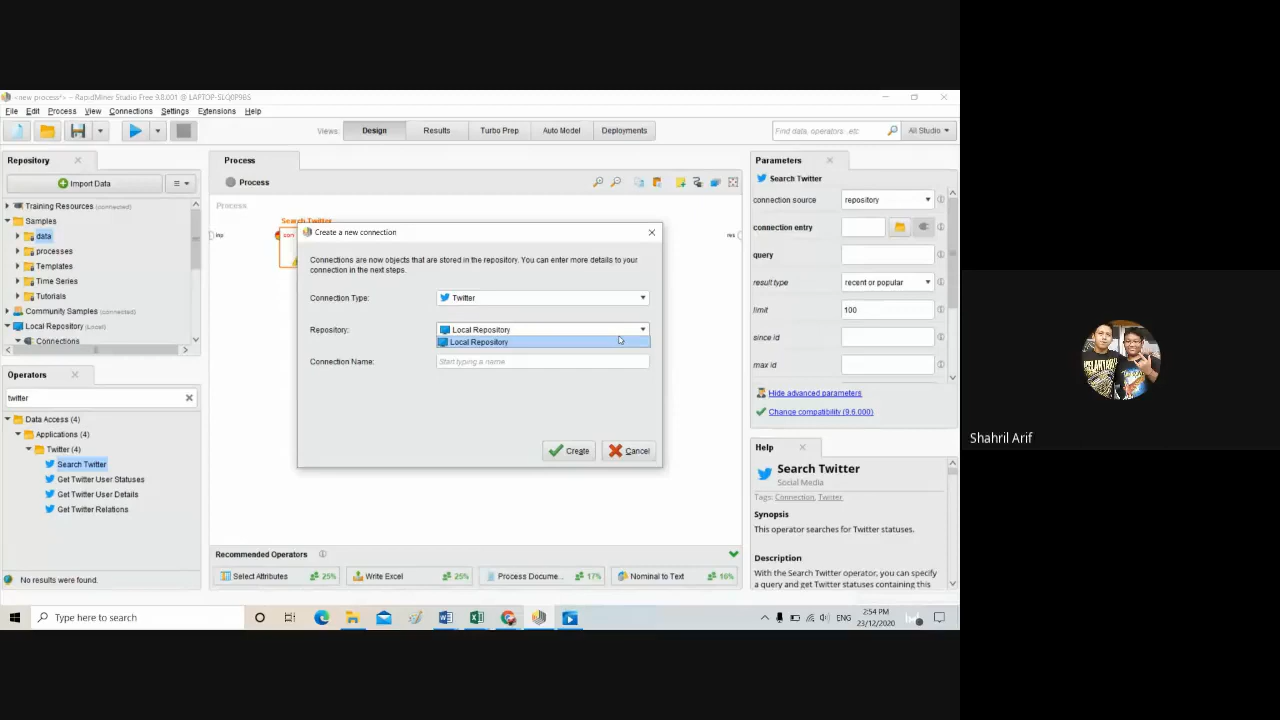 <new process*> – RapidMiner Studio Free 9.8.001 @ LAPTOP-SLQ0P9BS
File Edit Process View Connections Settings Extensions Help
Views: Design Results Turbo Prep Auto Model Deployments
Find data, operators ..etc
All Studio
Repository
Import Data
Training Resources (connected)
Samples
data
processes
Templates
Time Series
Tutorials
Community Samples (connected)
Local Repository (Local)
Connections
Operators
twitter
Data Access (4)
Applications (4)
Twitter (4)
Search Twitter
Get Twitter User Statuses
Get Twitter User Details
Get Twitter Relations
No results were found.
Process
Process
Process
inp
Search Twitter
con
res
Create a new connection
Connections are now objects that are stored in the repository. You can enter more details to your
connection in the next steps.
Connection Type: Twitter
Repository: Local Repository
Local Repository
Connection Name: Start typing a name
Create Cancel
Recommended Operators
Select Attributes 25%
Write Excel 25%
Process Docume... 17%
Nominal to Text 16%
Parameters
Search Twitter
connection source repository
connection entry
query
result type recent or popular
limit 100
since id
max id
Hide advanced parameters
Change compatibility (9.6.000)
Help
Search Twitter
Social Media
Tags: Connection, Twitter
Synopsis
This operator searches for Twitter statuses.
Description
With the Search Twitter operator, you can specify
a query and get Twitter statuses containing this
Type here to search
ENG
2:54 PM
23/12/2020
Shahril Arif